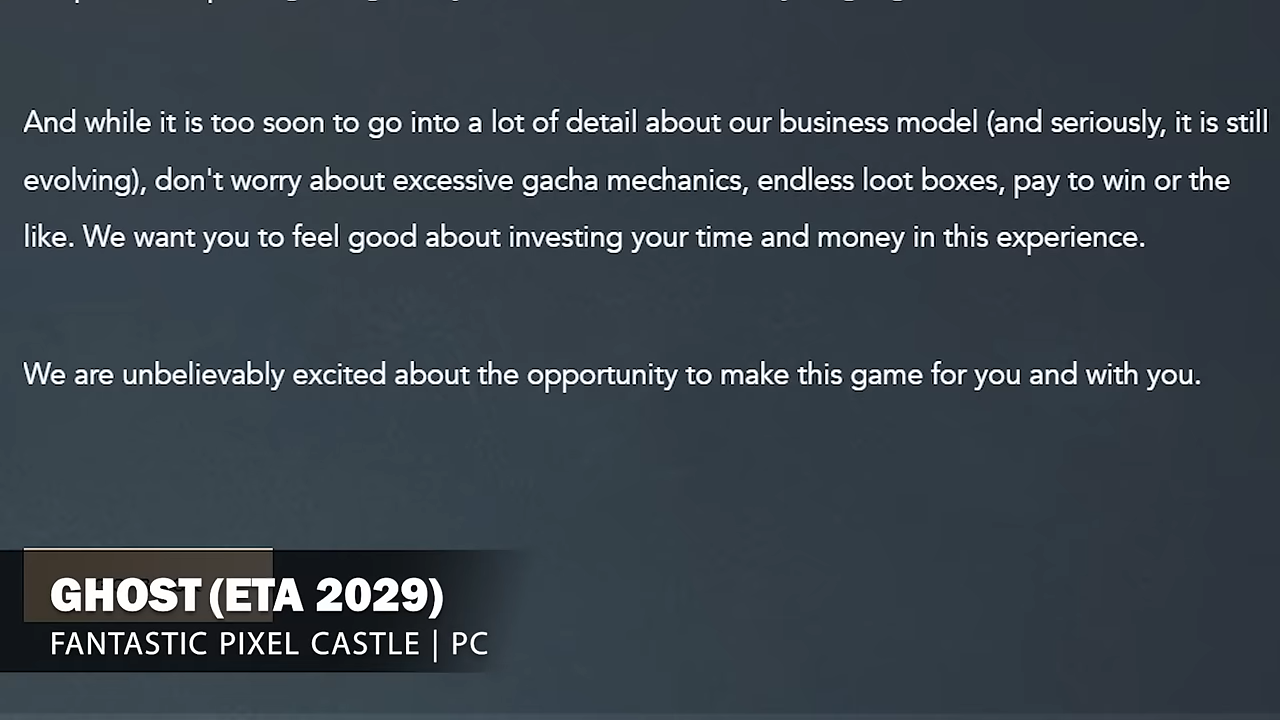 And while it is too soon to go into a lot of detail about our business model (and seriously, it is still
evolving), don't worry about excessive gacha mechanics, endless loot boxes, pay to win or the
like. We want you to feel good about investing your time and money in this experience.
We are unbelievably excited about the opportunity to make this game for you and with you.
GHOST (ETA 2029)
FANTASTIC PIXEL CASTLE | PC